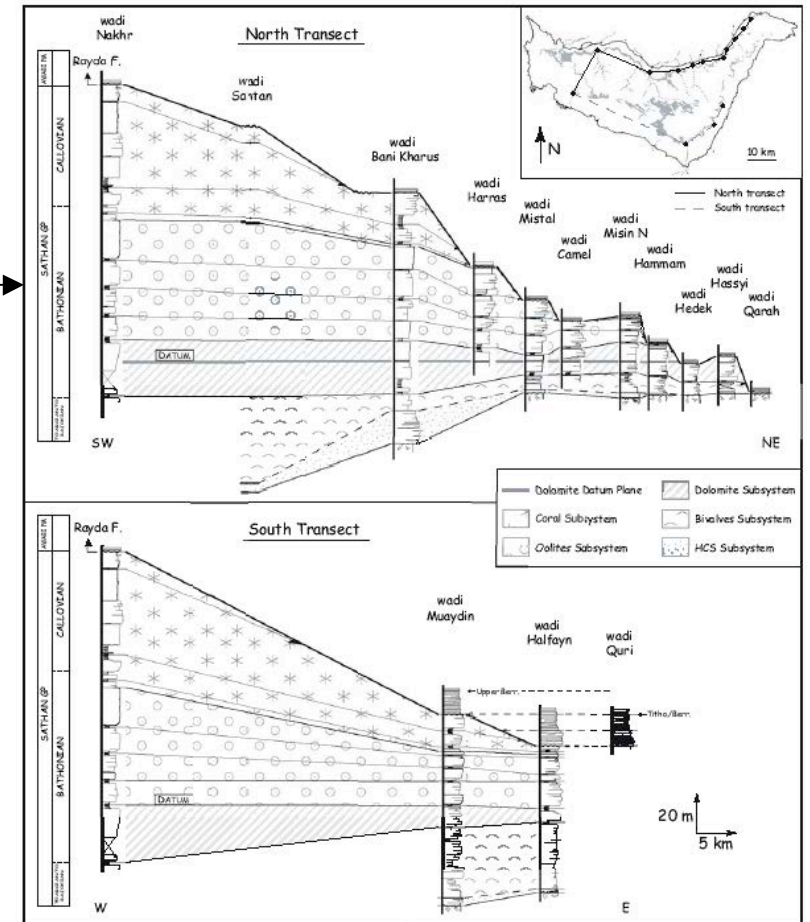 North Transect
wadi
Nakhr
Rayda F.
wadi
Santan
wadi
Bani Kharus
wadi
Harras
wadi
Mistal
wadi
Camel
wadi
Misin N
wadi
Hammam
wadi
Hedek
wadi
Hassyi
wadi
Qarah
N
10 km
North transect
South transect
CALLOVIAN
SATHAN GP
BATHONIAN
DATUM
SW
NE
Dolomite Datum Plane
Coral Subsystem
Oolites Subsystem
Dolomite Subsystem
Bivalves Subsystem
HCS Subsystem
South Transect
Rayda F.
CALLOVIAN
SATHAN GP
BATHONIAN
DATUM
wadi
Muaydin
wadi
Halfayn
wadi
Quri
Upper Berr.
Titho/Berr.
20 m
5 km
W
E